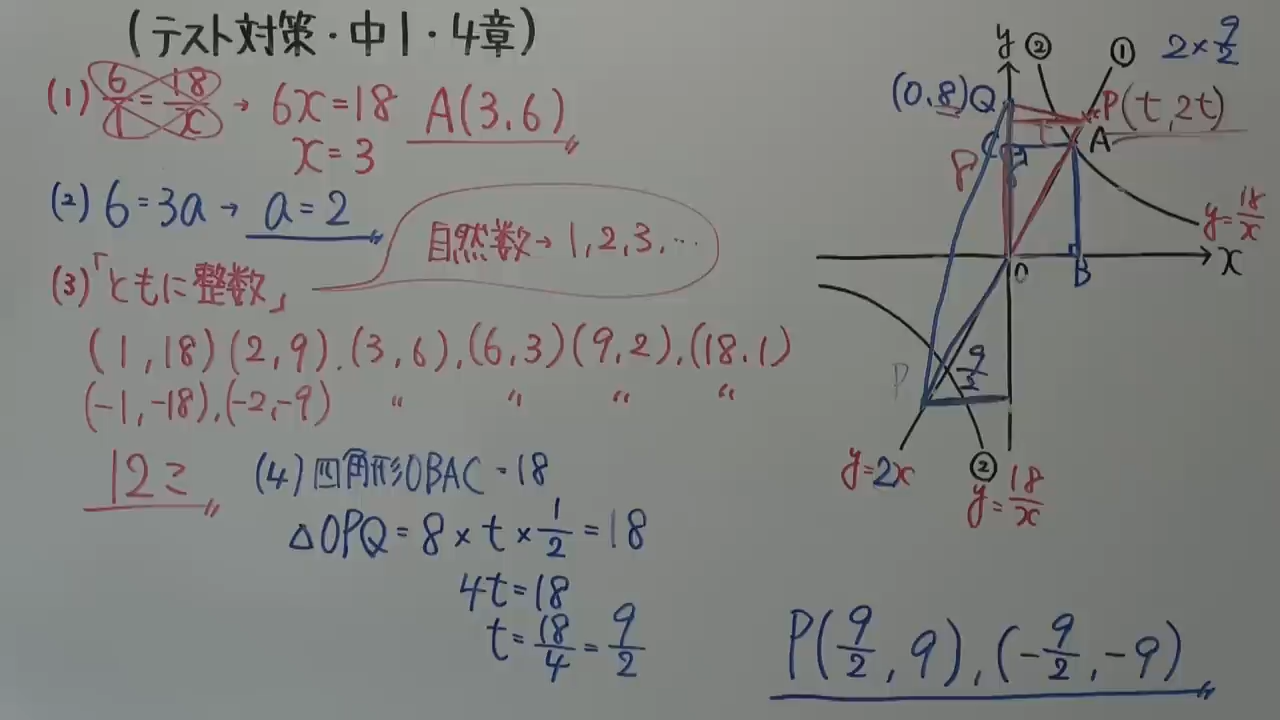 (テスト対策・中1・4章)
(1) 6/1 = 18/x → 6x=18 A(3,6)
x=3
(2) 6=3a → a=2
自然数→1,2,3,…
(3)「ともに整数」
(1,18)(2,9),(3,6),(6,3)(9,2),(18,1)
(-1,-18),(-2,-9) 〃 〃 〃 〃
12こ
(4) 四角形OBAC=18
△OPQ=8×t×1/2=18
4t=18
t=18/4=9/2
P(9/2,9),(-9/2,-9)
y ② ① 2×9/2
(0,8)Q P(t,2t)
C t A
8
y=18/x
O B x
9/2
P
y=2x ② y=18/x